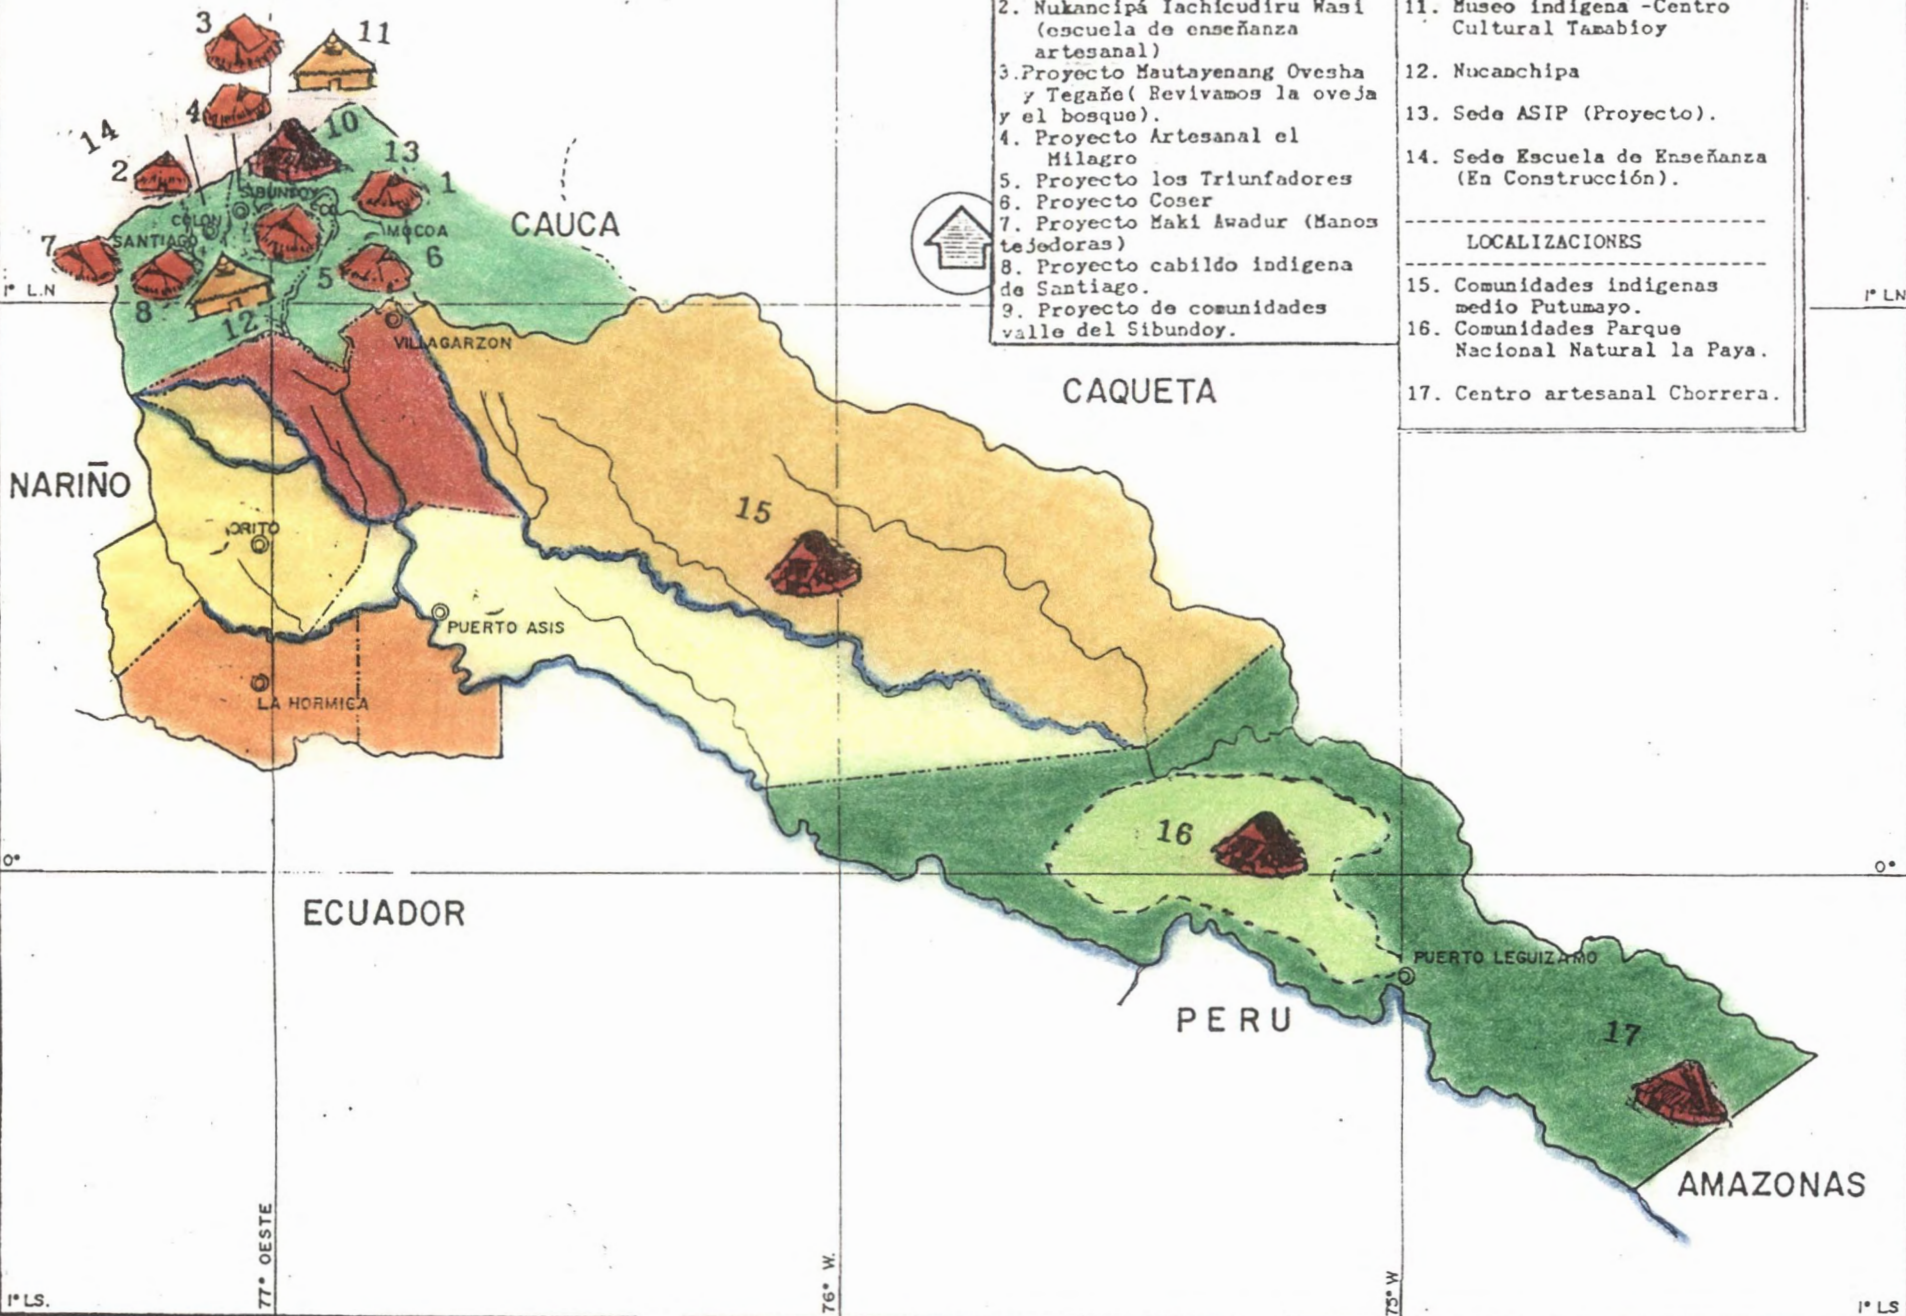 2. Nukancipá Iachicudiru Wasi
(escuela de enseñanza
artesanal)
3.Proyecto Mautayenang Ovesha
y Tegañe( Revivamos la oveja
y el bosque).
4. Proyecto Artesanal el
Milagro
5. Proyecto los Triunfadores
6. Proyecto Coser
7. Proyecto Maki Awadur (Manos
tejedoras)
8. Proyecto cabildo indigena
de Santiago.
9. Proyecto de comunidades
valle del Sibundoy.
11. Museo indigena -Centro
Cultural Tamabioy
12. Nucanchipa
13. Sede ASIP (Proyecto).
14. Sede Escuela de Enseñanza
(En Construcción).
LOCALIZACIONES
15. Comunidades indigenas
medio Putumayo.
16. Comunidades Parque
Nacional Natural la Paya.
17. Centro artesanal Chorrera.
3
11
4
10
14
2
13
1
SIBUNDOY
COLON
MOCOA
SANTIAGO
7
8
12
5
6
CAUCA
1° L.N
1° LN
VILLAGARZON
CAQUETA
NARIÑO
15
ORITO
PUERTO ASIS
LA HORMIGA
16
0°
0°
ECUADOR
PUERTO LEGUIZAMO
PERU
17
AMAZONAS
77° OESTE
76° W.
75° W
1° LS.
1° LS